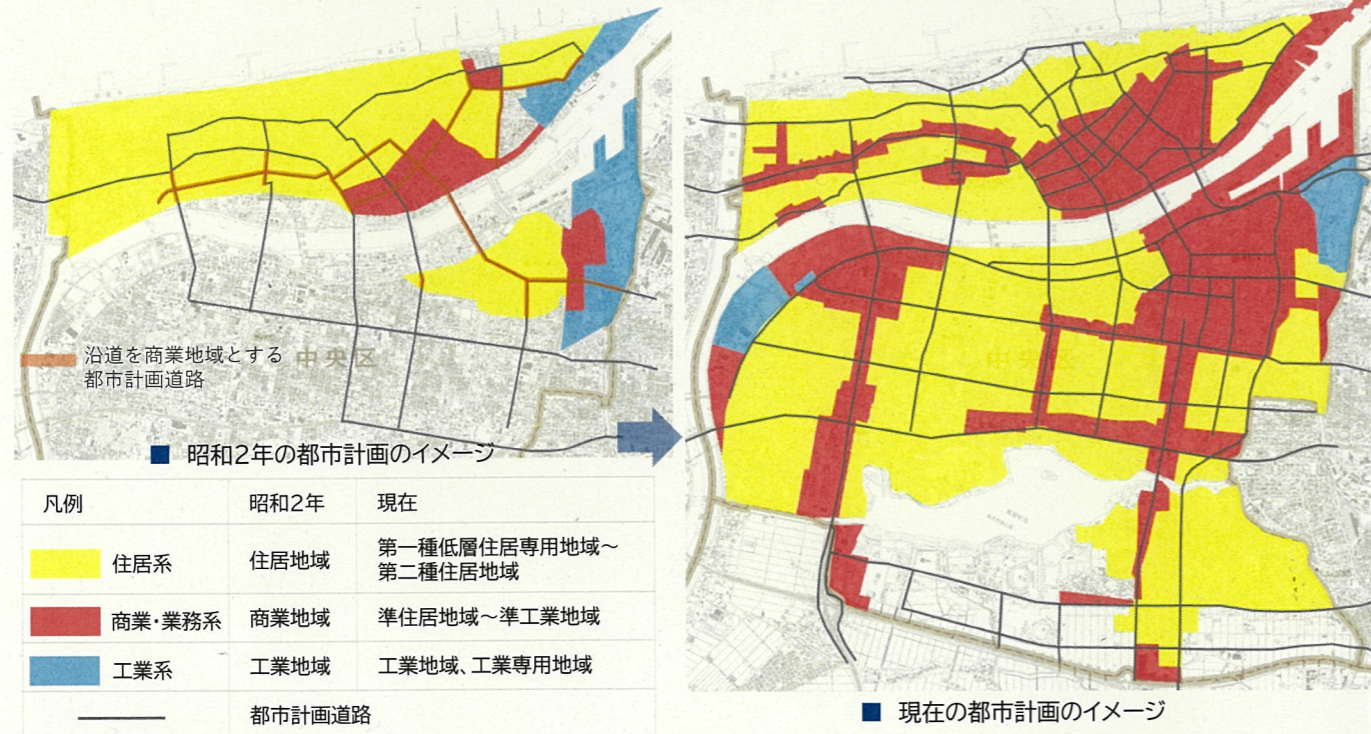 沿道を商業地域とする
都市計画道路
中央区
■ 昭和2年の都市計画のイメージ
凡例 昭和2年 現在
住居系 住居地域 第一種低層住居専用地域～
第二種住居地域
商業・業務系 商業地域 準住居地域～準工業地域
工業系 工業地域 工業地域、工業専用地域
都市計画道路
中央区
■ 現在の都市計画のイメージ